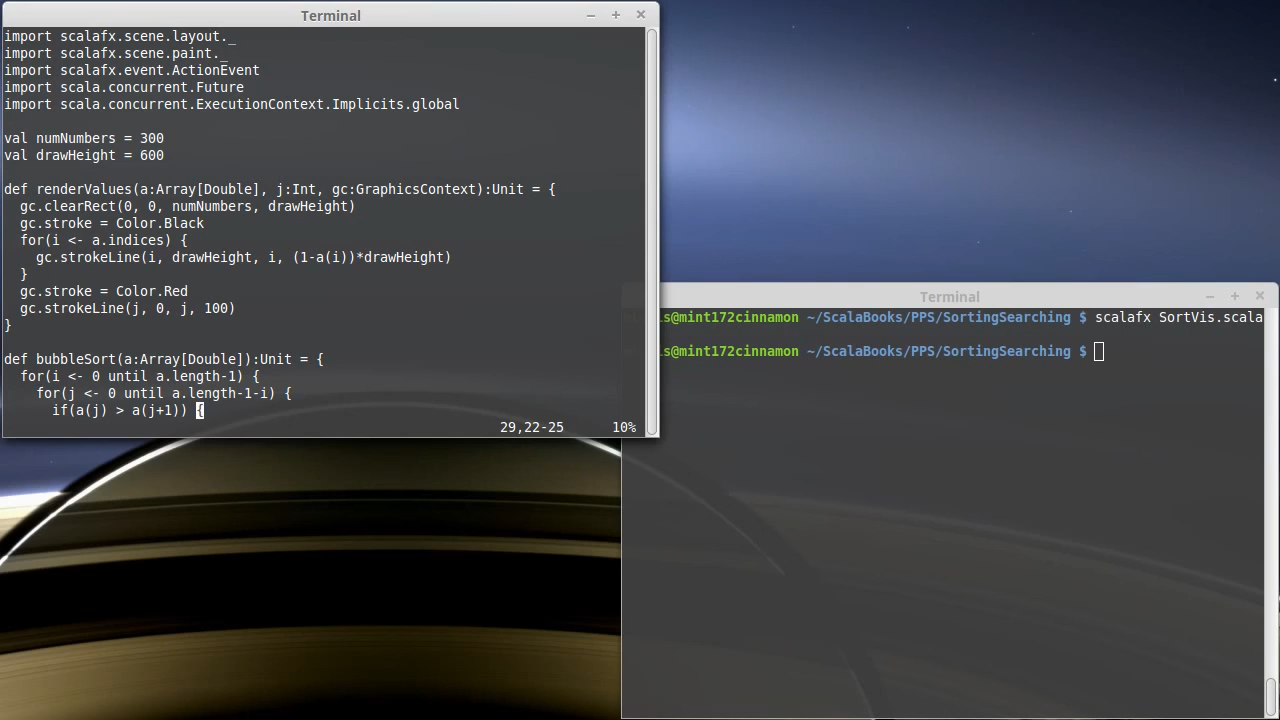 Terminal
import scalafx.scene.layout._
import scalafx.scene.paint._
import scalafx.event.ActionEvent
import scala.concurrent.Future
import scala.concurrent.ExecutionContext.Implicits.global
val numNumbers = 300
val drawHeight = 600
def renderValues(a:Array[Double], j:Int, gc:GraphicsContext):Unit = {
  gc.clearRect(0, 0, numNumbers, drawHeight)
  gc.stroke = Color.Black
  for(i <- a.indices) {
    gc.strokeLine(i, drawHeight, i, (1-a(i))*drawHeight)
  }
  gc.stroke = Color.Red
  gc.strokeLine(j, 0, j, 100)
}
def bubbleSort(a:Array[Double]):Unit = {
  for(i <- 0 until a.length-1) {
    for(j <- 0 until a.length-1-i) {
      if(a(j) > a(j+1)) {
29,22-25 10%
Terminal
is@mint172cinnamon ~/ScalaBooks/PPS/SortingSearching $ scalafx SortVis.scala
is@mint172cinnamon ~/ScalaBooks/PPS/SortingSearching $